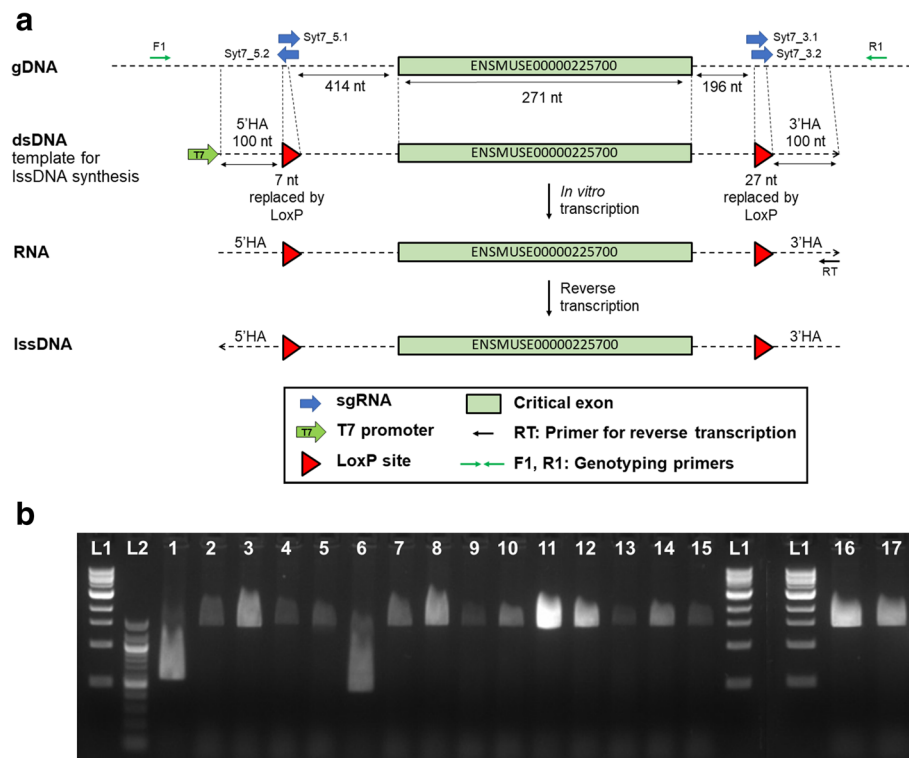 a
F1
Syt7_5.1
Syt7_5.2
Syt7_3.1
Syt7_3.2
R1
gDNA
ENSMUSE00000225700
414 nt
271 nt
196 nt
5'HA
100 nt
3'HA
100 nt
dsDNA
template for
lssDNA synthesis
T7
ENSMUSE00000225700
7 nt
replaced by
LoxP
27 nt
replaced by
LoxP
In vitro
transcription
RNA
5'HA
ENSMUSE00000225700
3'HA
RT
Reverse
transcription
lssDNA
5'HA
ENSMUSE00000225700
3'HA
sgRNA
Critical exon
T7
T7 promoter
RT: Primer for reverse transcription
LoxP site
F1, R1: Genotyping primers
b
L1 L2 1 2 3 4 5 6 7 8 9 10 11 12 13 14 15 L1 L1 16 17